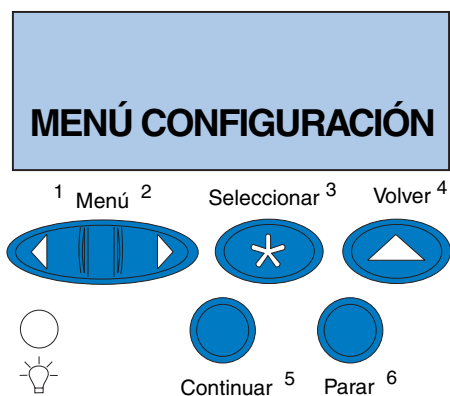 MENÚ CONFIGURACIÓN
1 Menú 2 Seleccionar 3 Volver 4
Continuar 5 Parar 6